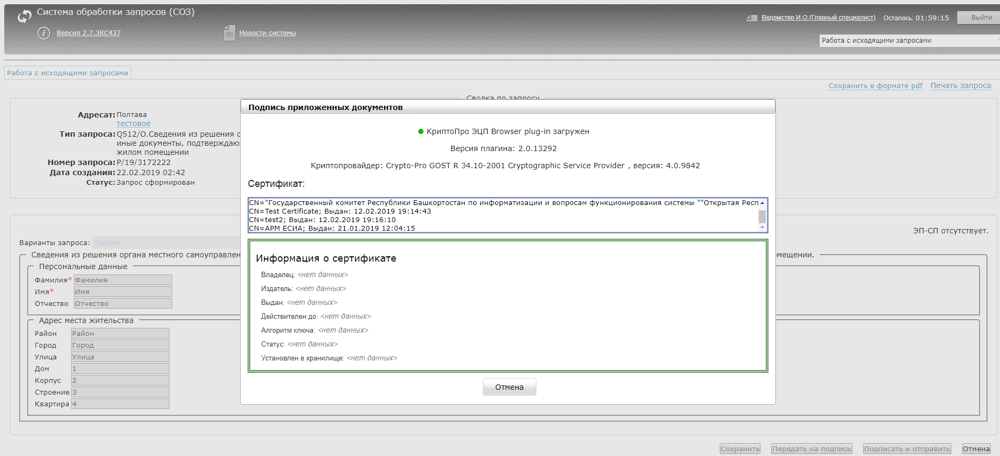 Система обработки запросов (СОЗ)
Ведомство И.О.(Главный специалист)
Осталось: 01:59:15
Выйти
Версия 2.7.3RC437
Новости системы
Работа с исходящими запросами
Работа с исходящими запросами
Сохранить в формате pdf
Печать запроса
Сводка по запросу
Адресат: Полтава
тестовое
Тип запроса: Q512/О.Сведения из решения о
иные документы, подтверждаю
жилом помещении
Номер запроса: Р/19/3172222
Дата создания: 22.02.2019 02:42
Статус: Запрос сформирован
Подпись приложенных документов
КриптоПро ЭЦП Browser plug-in загружен
Версия плагина: 2.0.13292
Криптопровайдер: Crypto-Pro GOST R 34.10-2001 Cryptographic Service Provider , версия: 4.0.9842
Сертификат:
CN="Государственный комитет Республики Башкортостан по информатизации и вопросам функционирования системы ""Открытая Респ
CN=Test Certificate; Выдан: 12.02.2019 19:14:43
CN=test2; Выдан: 12.02.2019 19:16:10
CN=АРМ ЕСИА; Выдан: 21.01.2019 12:04:15
Информация о сертификате
Владелец: <нет данных>
Издатель: <нет данных>
Выдан: <нет данных>
Действителен до: <нет данных>
Алгоритм ключа: <нет данных>
Статус: <нет данных>
Установлен в хранилище: <нет данных>
Отмена
ЭП-СП отсутствует.
Варианты запроса: Запрос
Сведения из решения органа местного самоуправлен
мещении.
Персональные данные
Фамилия* Фамилия
Имя* Имя
Отчество Отчество
Адрес места жительства
Район Район
Город Город
Улица Улица
Дом 1
Корпус 2
Строение 3
Квартира 4
Сохранить
Передать на подпись
Подписать и отправить
Отмена